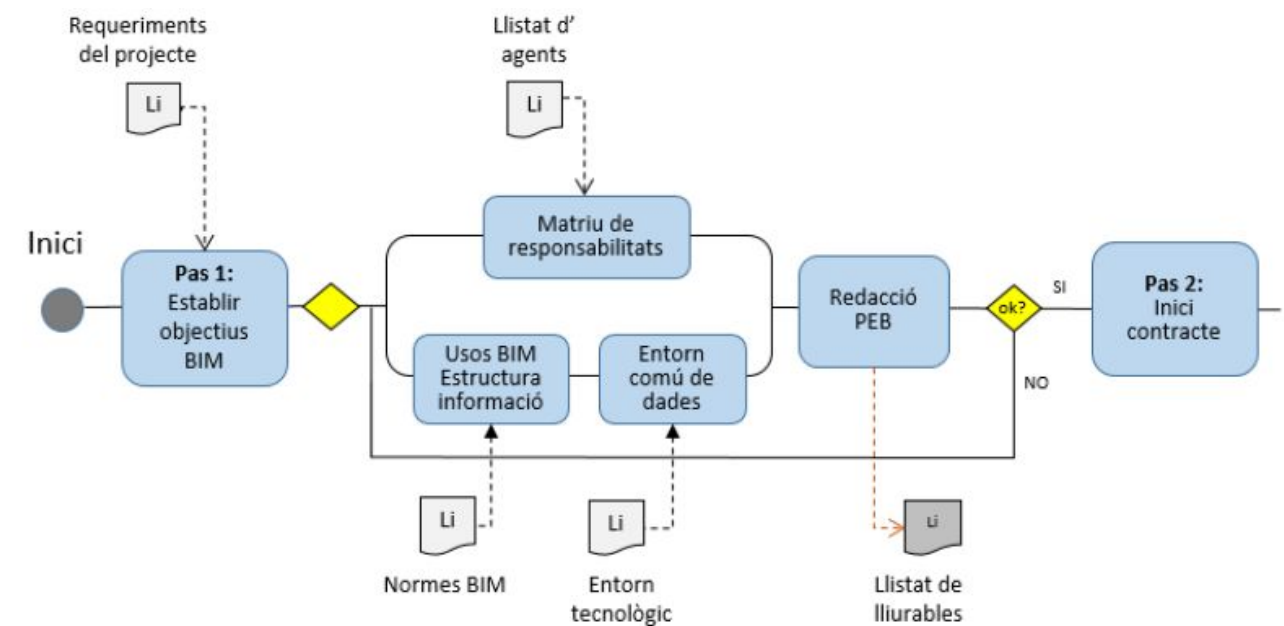 Requeriments
del projecte
Li
Llistat d’
agents
Li
Inici
Pas 1:
Establir
objectius
BIM
Matriu de
responsabilitats
Usos BIM
Estructura
informació
Entorn
comú de
dades
Redacció
PEB
ok?
SI
NO
Pas 2:
Inici
contracte
Li
Normes BIM
Li
Entorn
tecnològic
Li
Llistat de
lliurables